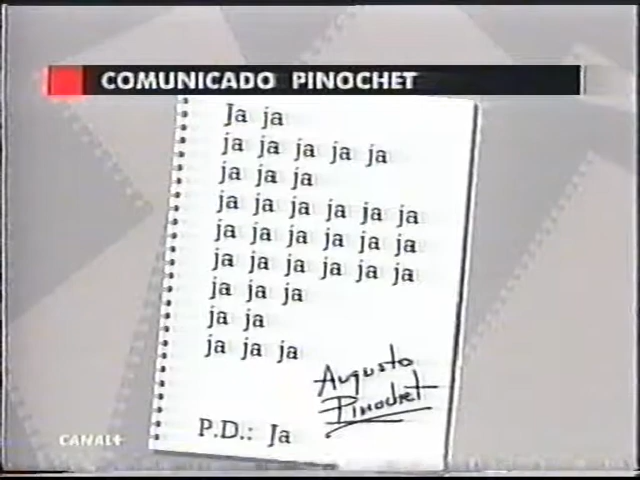 COMUNICADO PINOCHET
Ja ja
ja ja ja ja ja
ja ja ja
ja ja ja ja ja ja
ja ja ja ja ja ja
ja ja ja ja ja ja
ja ja ja
ja ja
ja ja ja
Augusto
Pinochet
P.D.: Ja
CANAL+